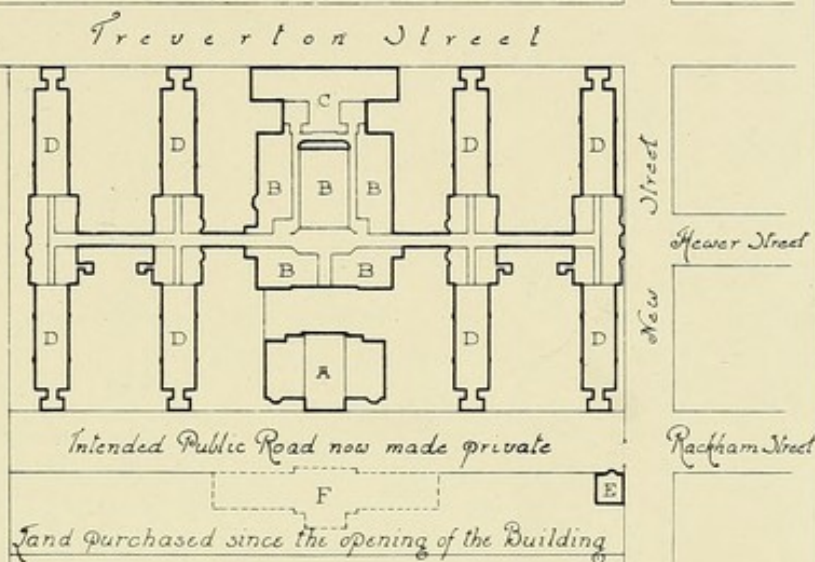 Treverton Street
C
D D D D
B B B
New Street
Hewer Street
B B
D D D D
A
Intended Public Road now made private
Rackham Street
F
E
Land purchased since the opening of the Building